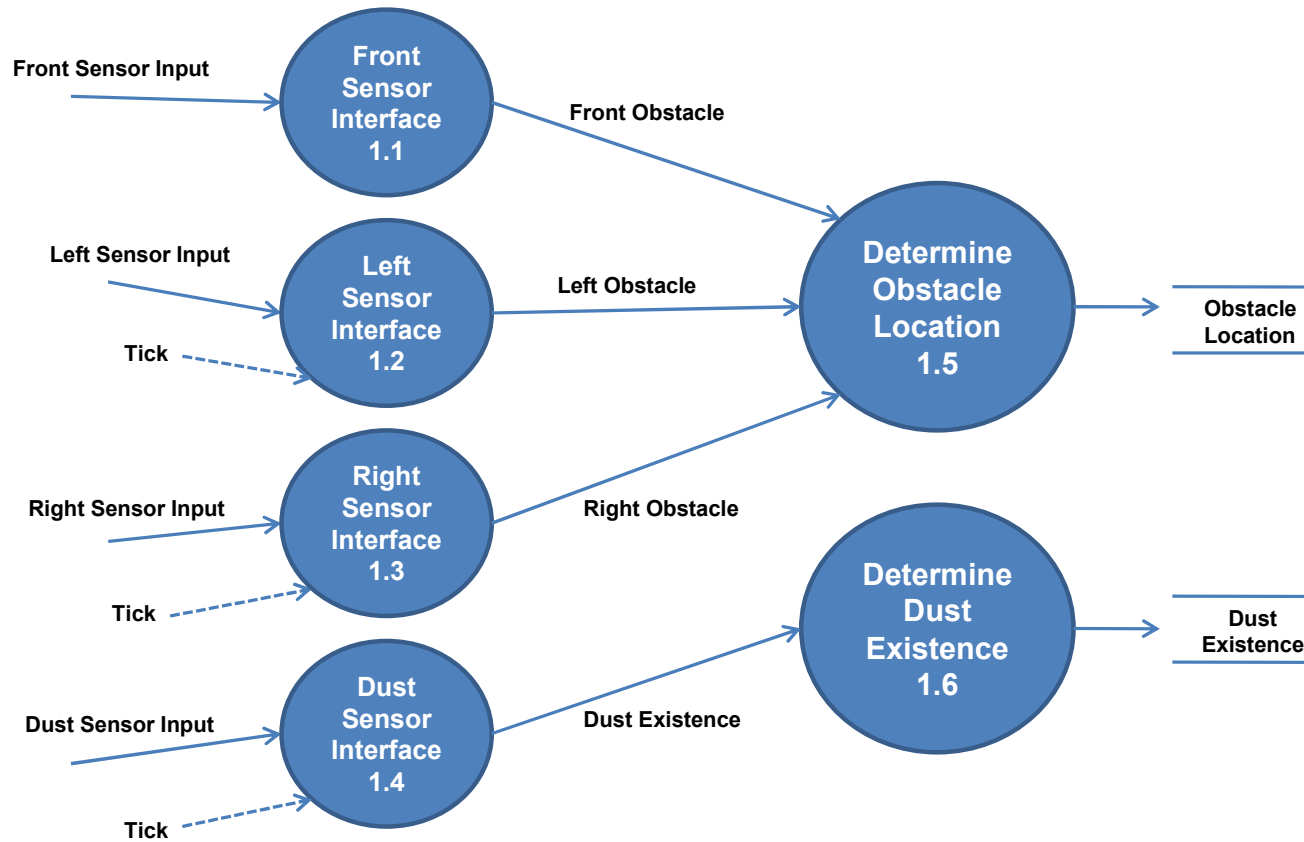 Front Sensor Input
Front
Sensor
Interface
1.1
Front Obstacle
Left Sensor Input
Tick
Left
Sensor
Interface
1.2
Left Obstacle
Determine
Obstacle
Location
1.5
Obstacle
Location
Right Sensor Input
Tick
Right
Sensor
Interface
1.3
Right Obstacle
Determine
Dust
Existence
1.6
Dust
Existence
Dust Sensor Input
Tick
Dust
Sensor
Interface
1.4
Dust Existence